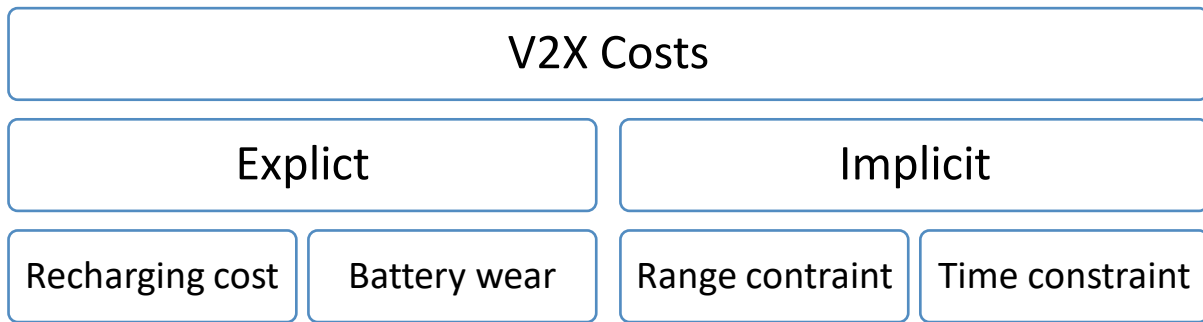 V2X Costs
Explict
Implicit
Recharging cost
Battery wear
Range contraint
Time constraint